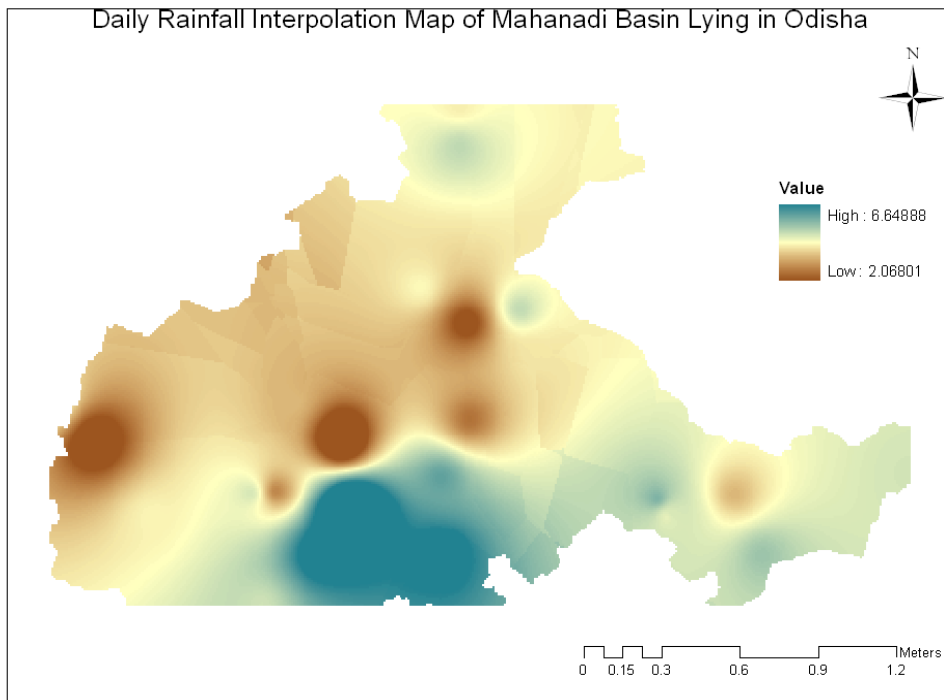 Daily Rainfall Interpolation Map of Mahanadi Basin Lying in Odisha
N
Value
High : 6.64888
Low : 2.06801
Meters
0 0.15 0.3 0.6 0.9 1.2